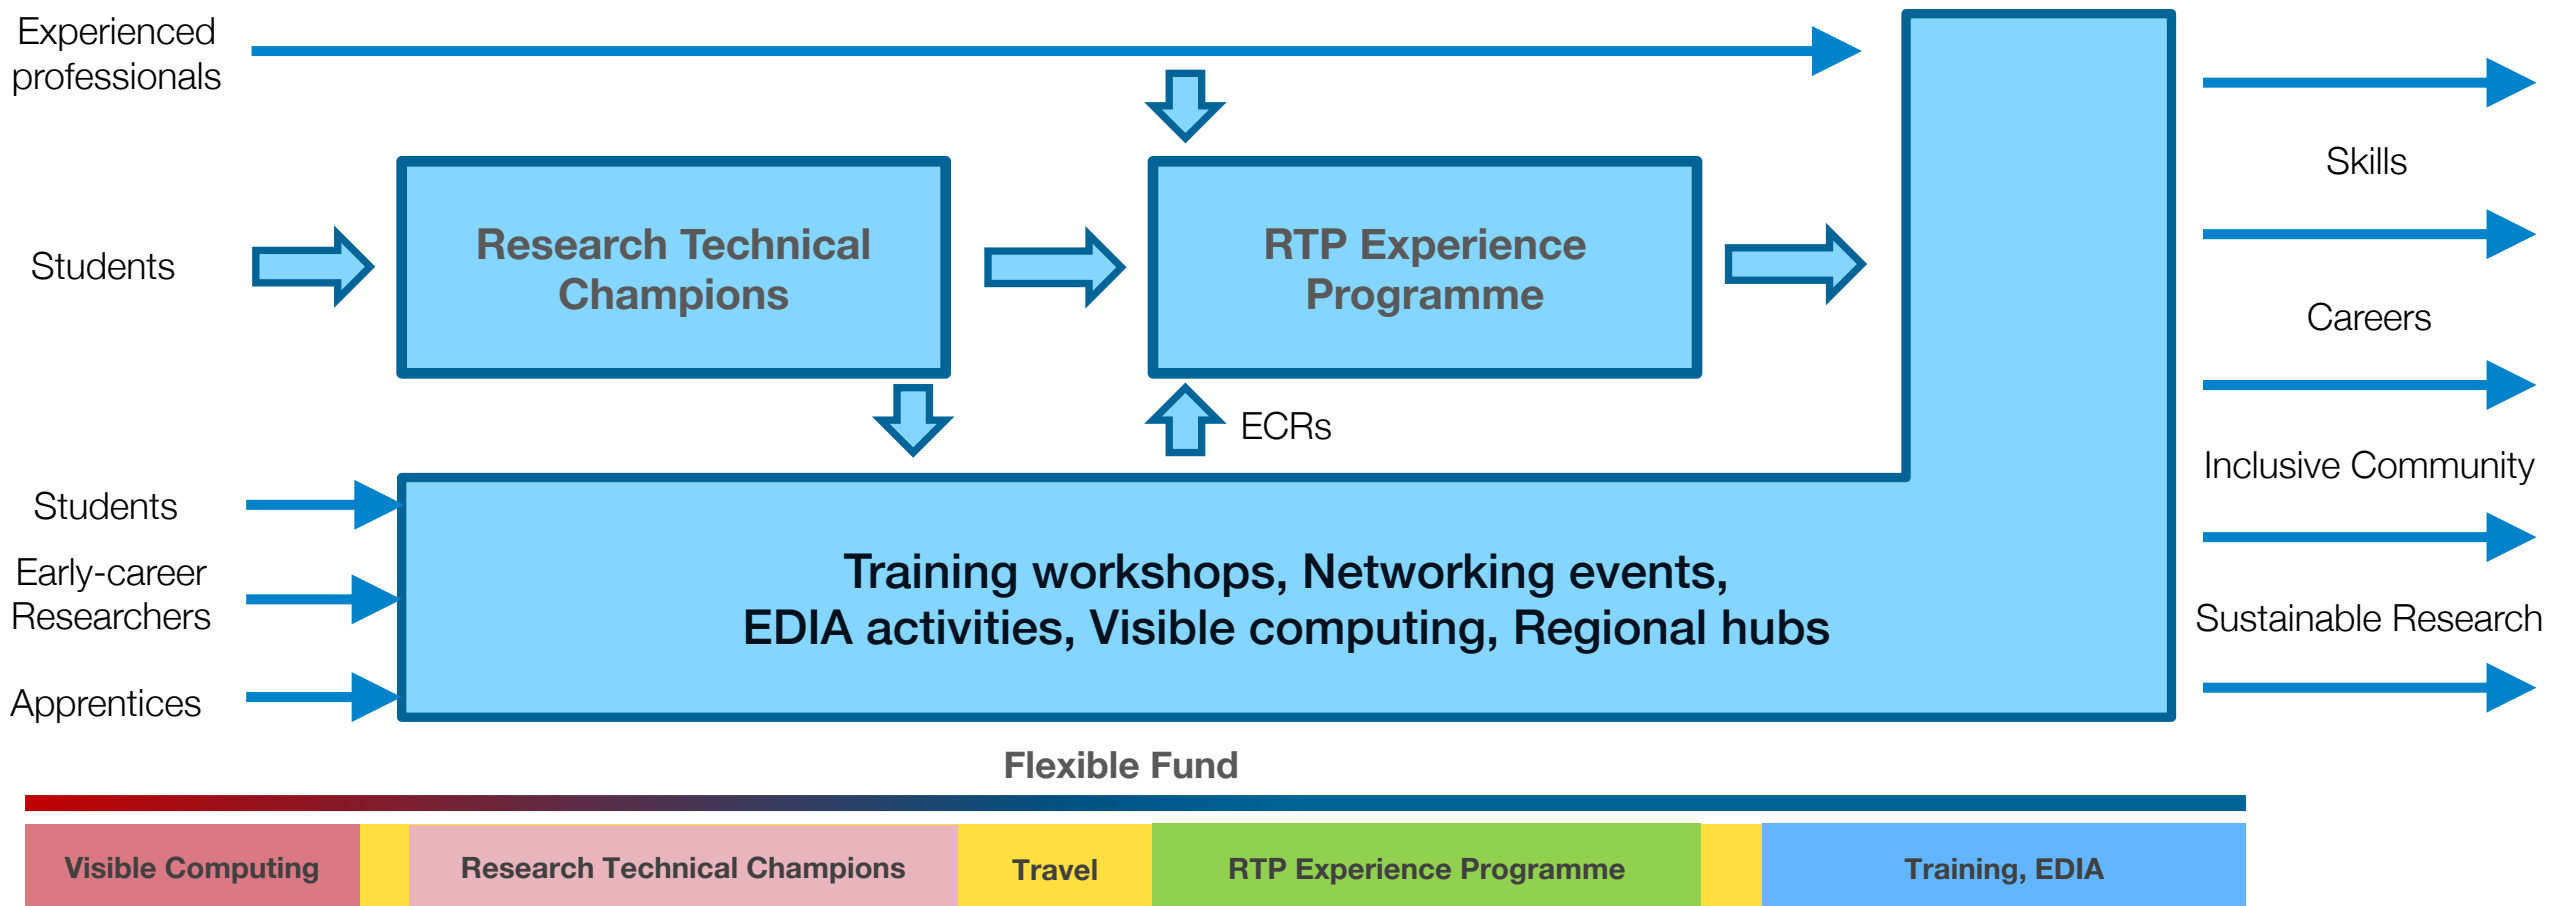 Experienced
professionals
Students
Research Technical
Champions
RTP Experience
Programme
ECRs
Students
Early-career
Researchers
Apprentices
Training workshops, Networking events,
EDIA activities, Visible computing, Regional hubs
Skills
Careers
Inclusive Community
Sustainable Research
Flexible Fund
Visible Computing
Research Technical Champions
Travel
RTP Experience Programme
Training, EDIA